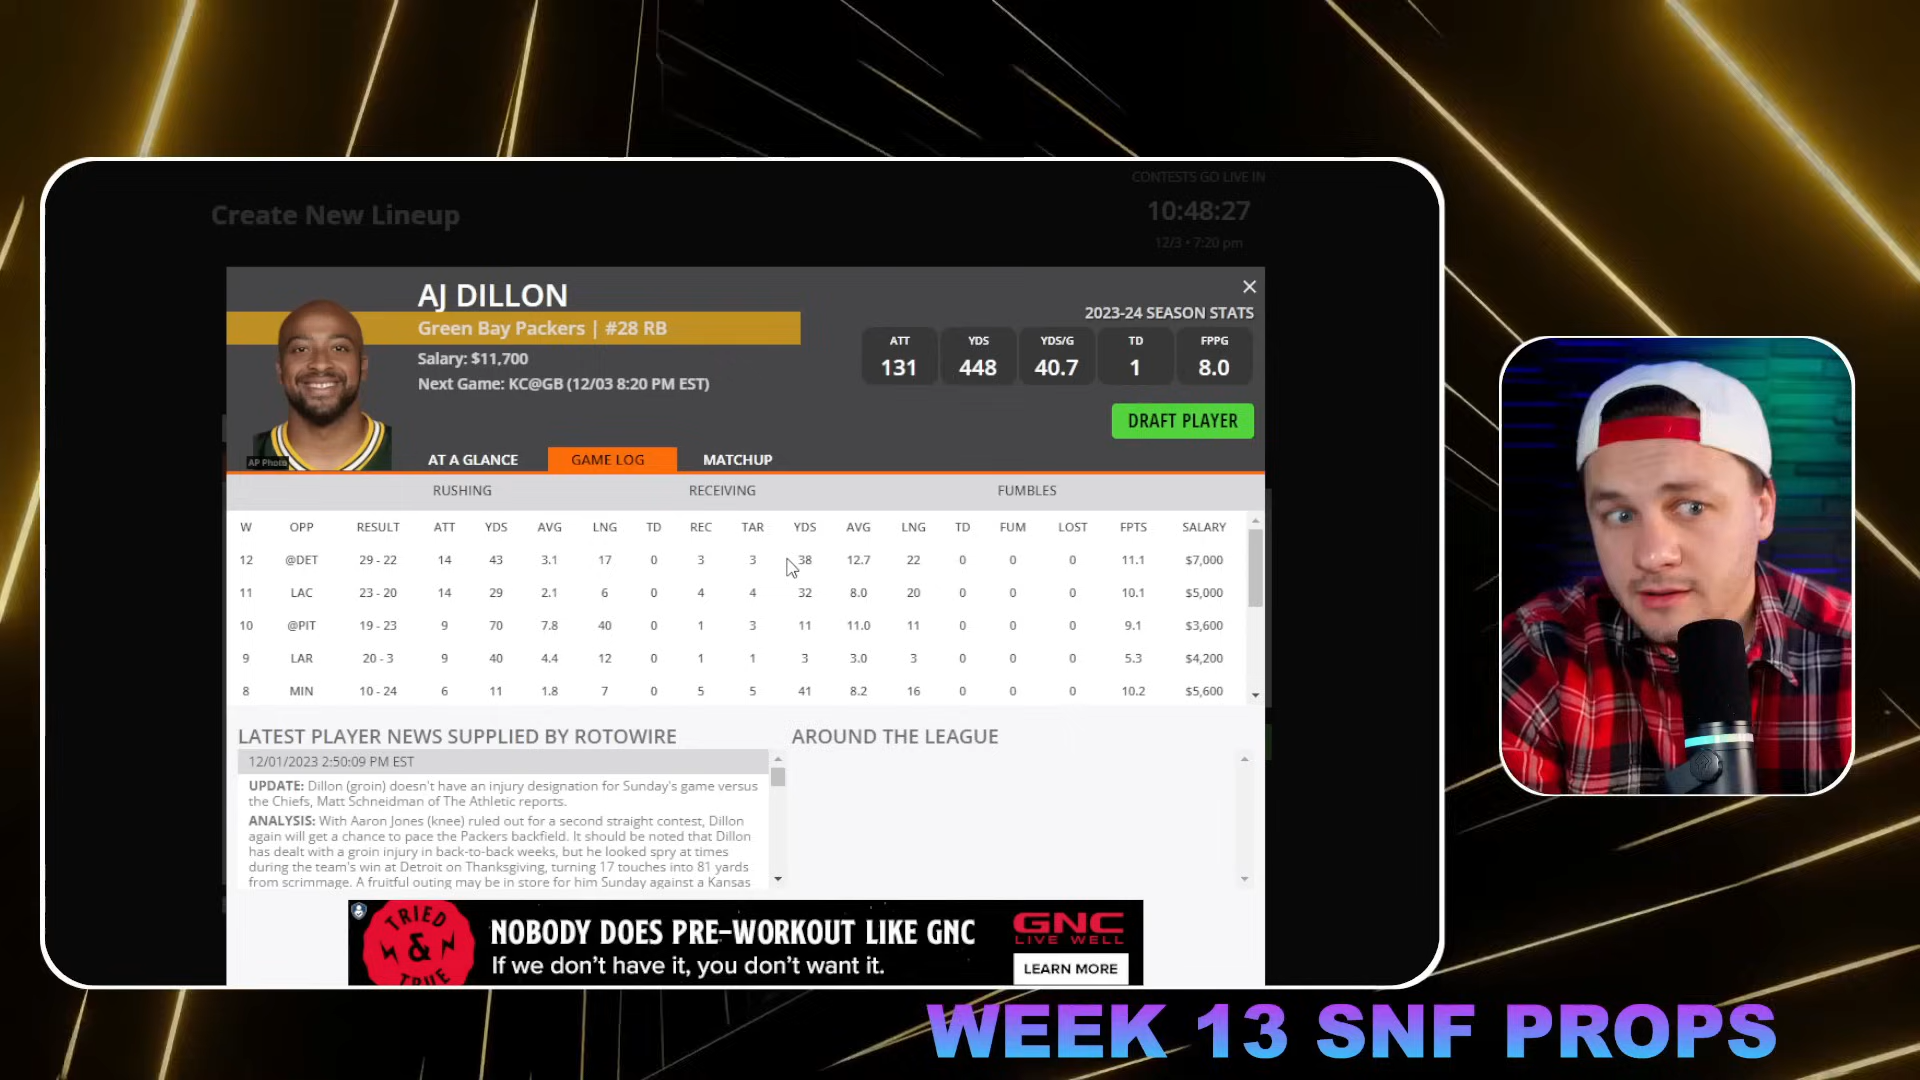 CONTESTS GO LIVE IN
Create New Lineup
10:48:27
12/3 • 7:20 pm
AJ DILLON
Green Bay Packers | #28 RB
Salary: $11,700
Next Game: KC@GB (12/03 8:20 PM EST)
2023-24 SEASON STATS
ATT YDS YDS/G TD FPPG
131 448 40.7 1 8.0
DRAFT PLAYER
AP Photo
AT A GLANCE GAME LOG MATCHUP
RUSHING RECEIVING FUMBLES
W OPP RESULT ATT YDS AVG LNG TD REC TAR YDS AVG LNG TD FUM LOST FPTS SALARY
12 @DET 29 - 22 14 43 3.1 17 0 3 3 38 12.7 22 0 0 0 11.1 $7,000
11 LAC 23 - 20 14 29 2.1 6 0 4 4 32 8.0 20 0 0 0 10.1 $5,000
10 @PIT 19 - 23 9 70 7.8 40 0 1 3 11 11.0 11 0 0 0 9.1 $3,600
9 LAR 20 - 3 9 40 4.4 12 0 1 1 3 3.0 3 0 0 0 5.3 $4,200
8 MIN 10 - 24 6 11 1.8 7 0 5 5 41 8.2 16 0 0 0 10.2 $5,600
LATEST PLAYER NEWS SUPPLIED BY ROTOWIRE
AROUND THE LEAGUE
12/01/2023 2:50:09 PM EST
UPDATE: Dillon (groin) doesn't have an injury designation for Sunday's game versus
the Chiefs, Matt Schneidman of The Athletic reports.
ANALYSIS: With Aaron Jones (knee) ruled out for a second straight contest, Dillon
again will get a chance to pace the Packers backfield. It should be noted that Dillon
has dealt with a groin injury in back-to-back weeks, but he looked spry at times
during the team's win at Detroit on Thanksgiving, turning 17 touches into 81 yards
from scrimmage. A fruitful outing may be in store for him Sunday against a Kansas
TRIED
&
TRUE
NOBODY DOES PRE-WORKOUT LIKE GNC
If we don't have it, you don't want it.
GNC
LIVE WELL
LEARN MORE
WEEK 13 SNF PROPS